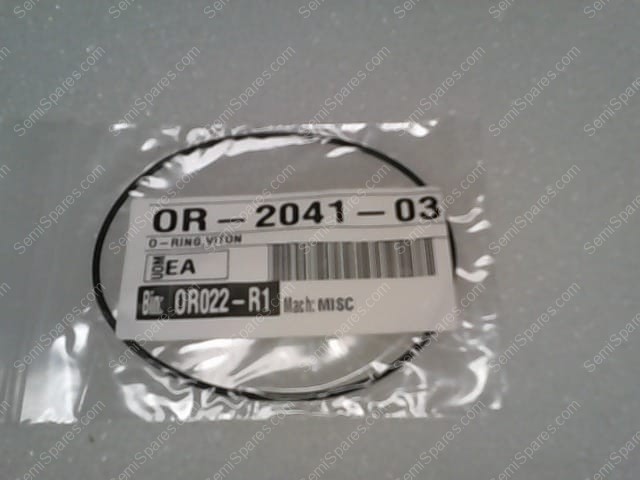 OR-2041-03
O-RING, VITON
UOM EA
Bin: OR022-R1 Mach: MISC
SemiSpares.com